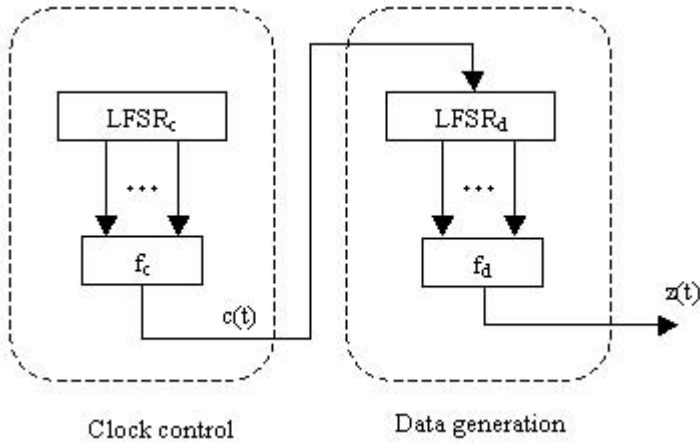 LFSRc
LFSRd
...
...
fc
fd
c(t)
z(t)
Clock control
Data generation